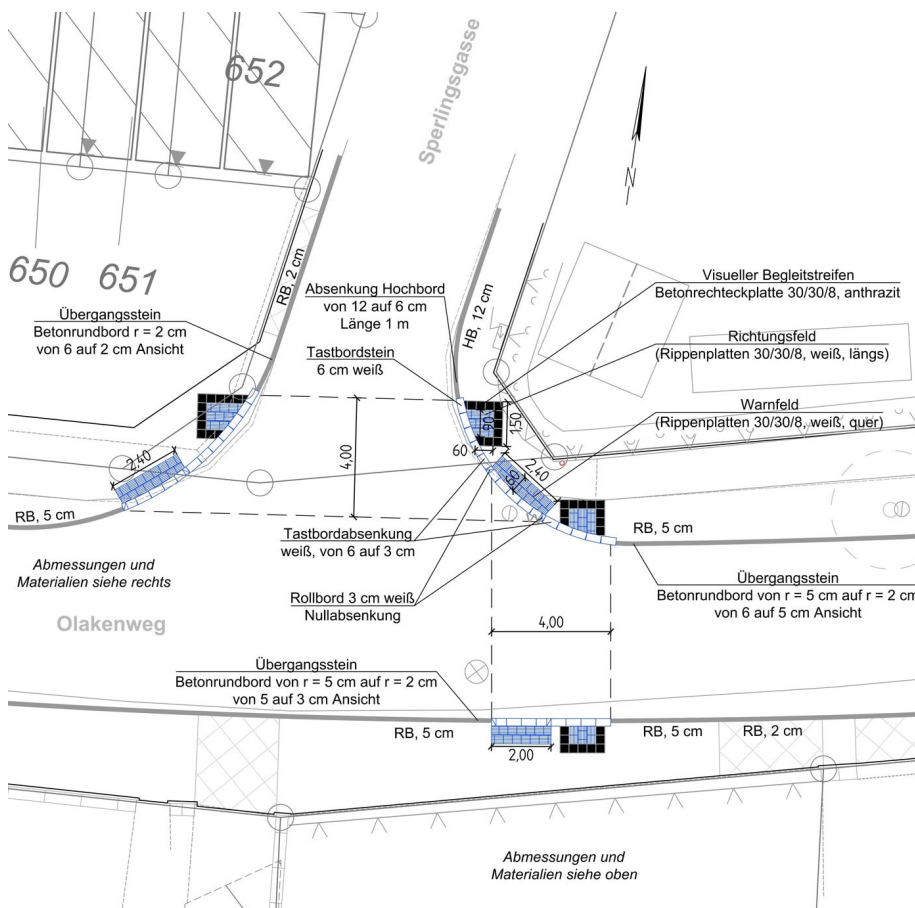 652
Sperlingsgasse
N
650
651
RB, 2 cm
Übergangsstein
Betonrundbord r = 2 cm
von 6 auf 2 cm Ansicht
Absenkung Hochbord
von 12 auf 6 cm
Länge 1 m
HB, 12 cm
Visueller Begleitstreifen
Betonrechteckplatte 30/30/8, anthrazit
Richtungsfeld
(Rippenplatten 30/30/8, weiß, längs)
Tastbordstein
6 cm weiß
Warnfeld
(Rippenplatten 30/30/8, weiß, quer)
90
1,50
60
2,40
4,00
2,40
RB, 5 cm
RB, 5 cm
Tastbordabsenkung
weiß, von 6 auf 3 cm
Abmessungen und
Materialien siehe rechts
Rollbord 3 cm weiß
Nullabsenkung
Übergangsstein
Betonrundbord von r = 5 cm auf r = 2 cm
von 6 auf 5 cm Ansicht
Olakenweg
4,00
Übergangsstein
Betonrundbord von r = 5 cm auf r = 2 cm
von 5 auf 3 cm Ansicht
RB, 5 cm
RB, 5 cm
RB, 2 cm
2,00
Abmessungen und
Materialien siehe oben